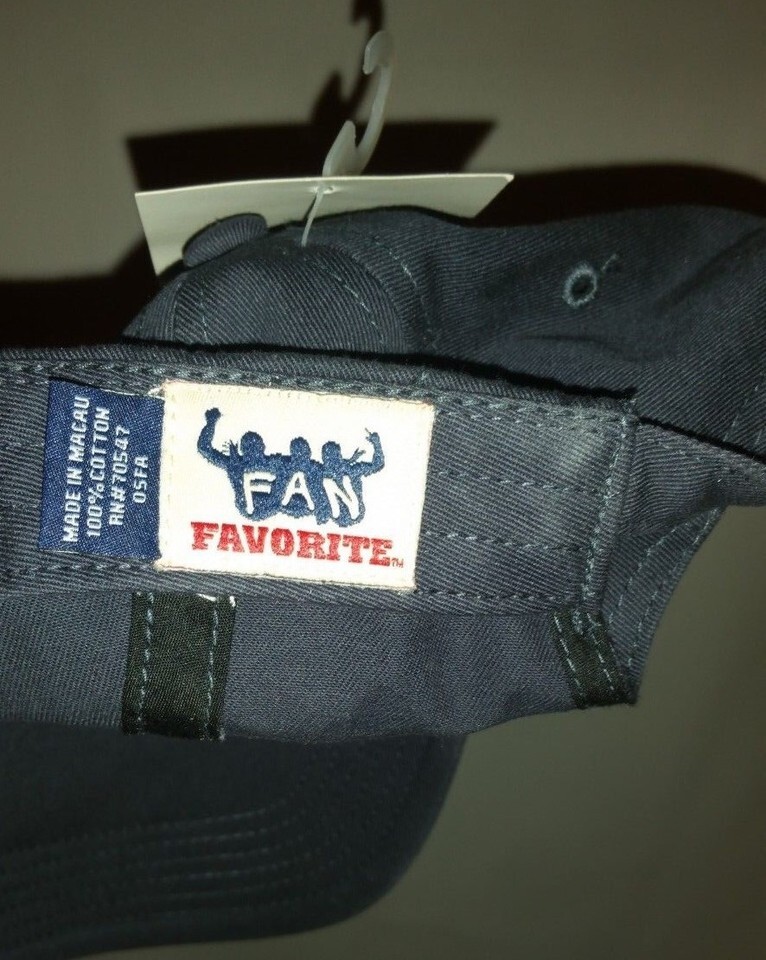 MADE IN MACAU
100% COTTON
RN# 70547
OSFA
FAN
FAVORITE™